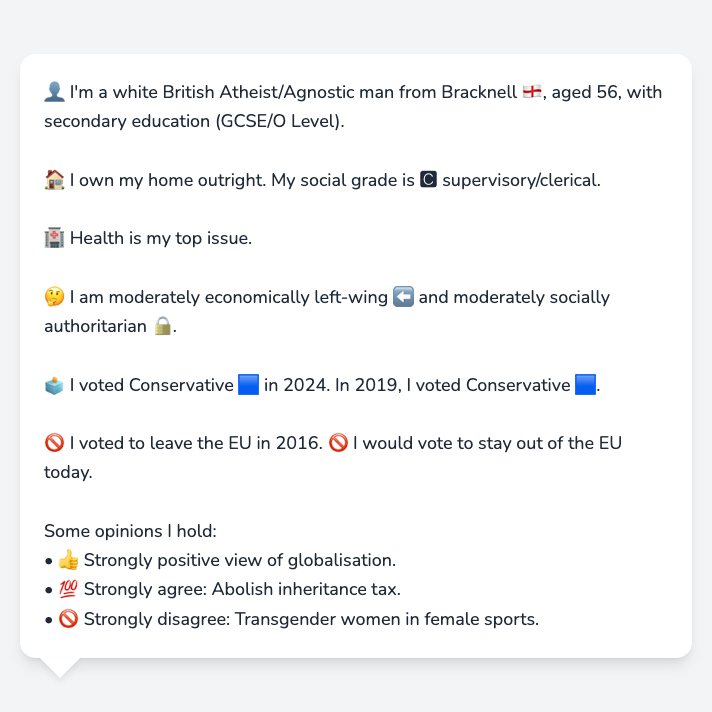 👤 I'm a white British Atheist/Agnostic man from Bracknell 🏴󠁧󠁢󠁥󠁮󠁧󠁿, aged 56, with
secondary education (GCSE/O Level).
🏠 I own my home outright. My social grade is 🅲 supervisory/clerical.
🏥 Health is my top issue.
🤔 I am moderately economically left-wing ⬅️ and moderately socially
authoritarian 🔒.
🗳️ I voted Conservative 🟦 in 2024. In 2019, I voted Conservative 🟦.
🚫 I voted to leave the EU in 2016. 🚫 I would vote to stay out of the EU
today.
Some opinions I hold:
• 👍 Strongly positive view of globalisation.
• 💯 Strongly agree: Abolish inheritance tax.
• 🚫 Strongly disagree: Transgender women in female sports.